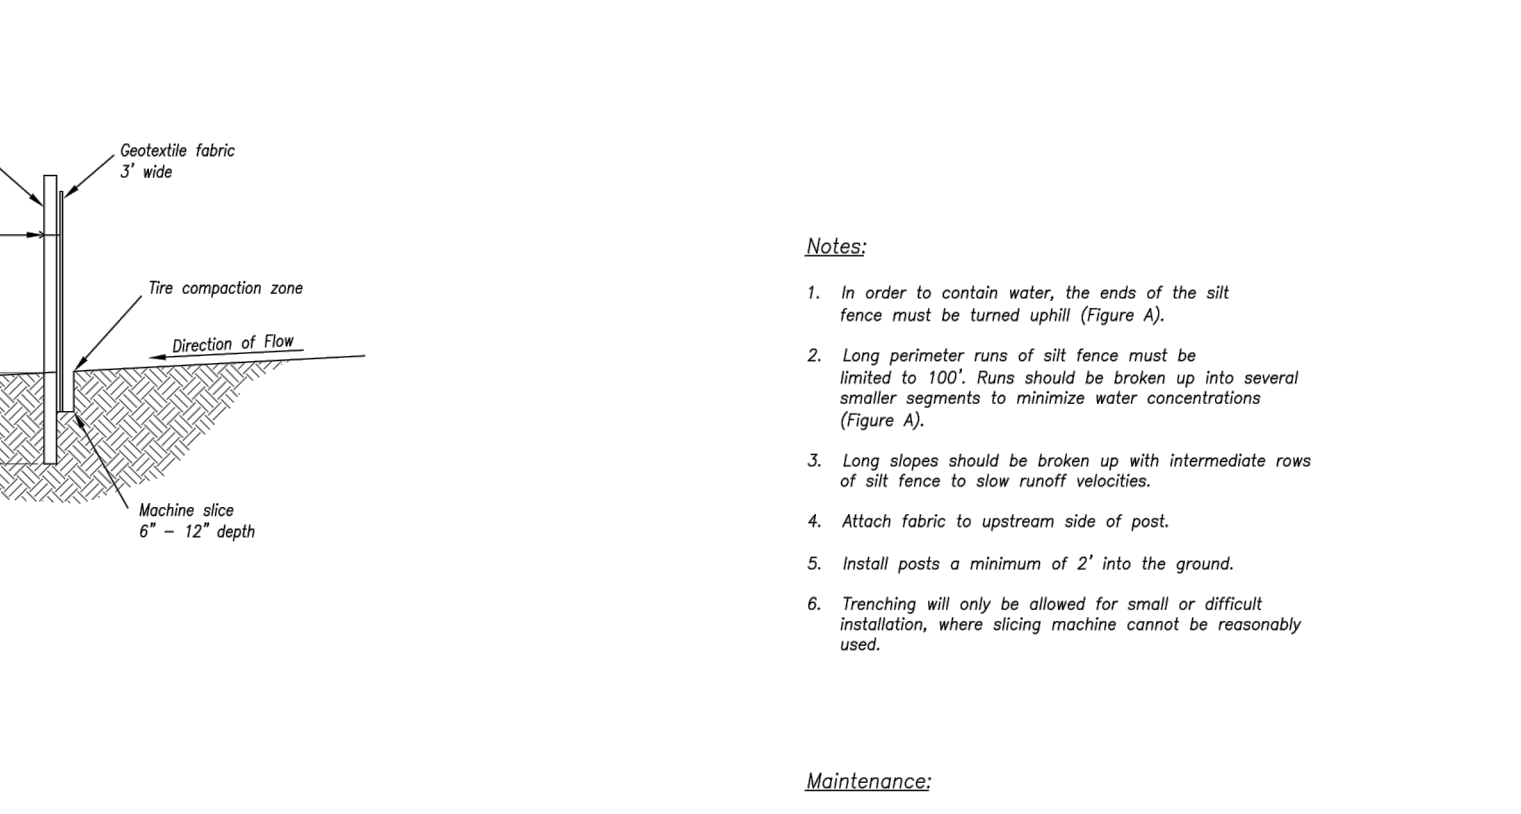 Geotextile fabric
3' wide
Tire compaction zone
Direction of Flow
Machine slice
6" – 12" depth
Notes:
1. In order to contain water, the ends of the silt
fence must be turned uphill (Figure A).
2. Long perimeter runs of silt fence must be
limited to 100'. Runs should be broken up into several
smaller segments to minimize water concentrations
(Figure A).
3. Long slopes should be broken up with intermediate rows
of silt fence to slow runoff velocities.
4. Attach fabric to upstream side of post.
5. Install posts a minimum of 2' into the ground.
6. Trenching will only be allowed for small or difficult
installation, where slicing machine cannot be reasonably
used.
Maintenance: